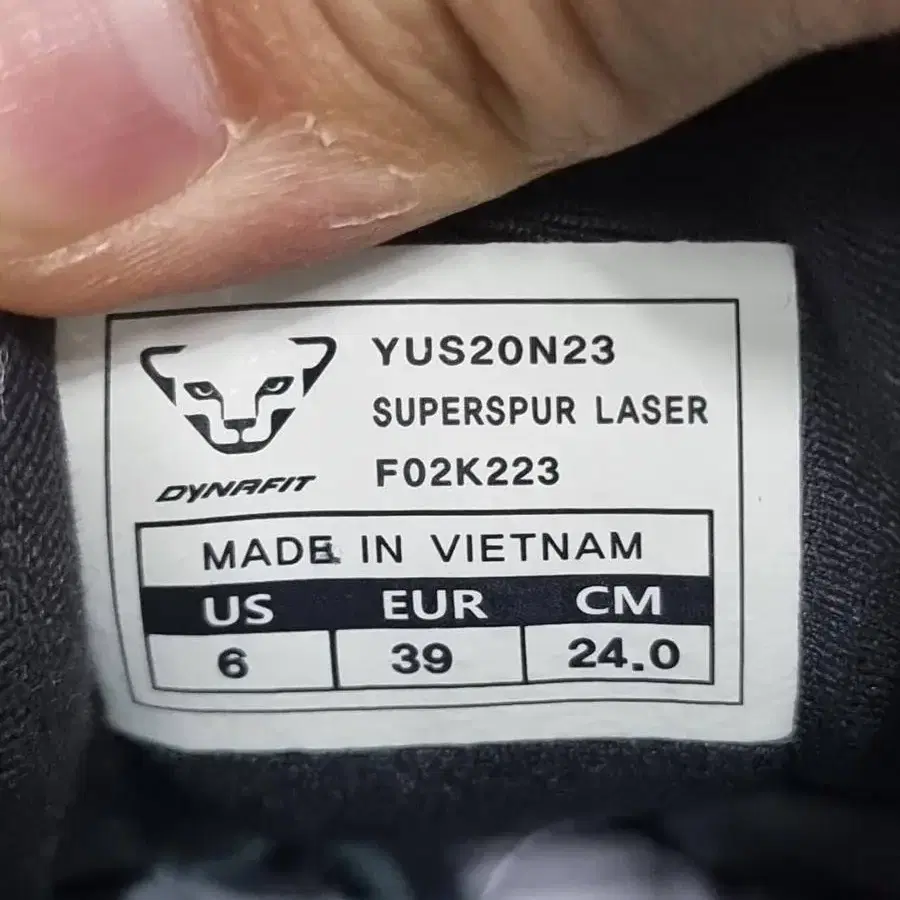 YUS20N23
SUPERSPUR LASER
F02K223
DYNAFIT
MADE IN VIETNAM
US EUR CM
6 39 24.0